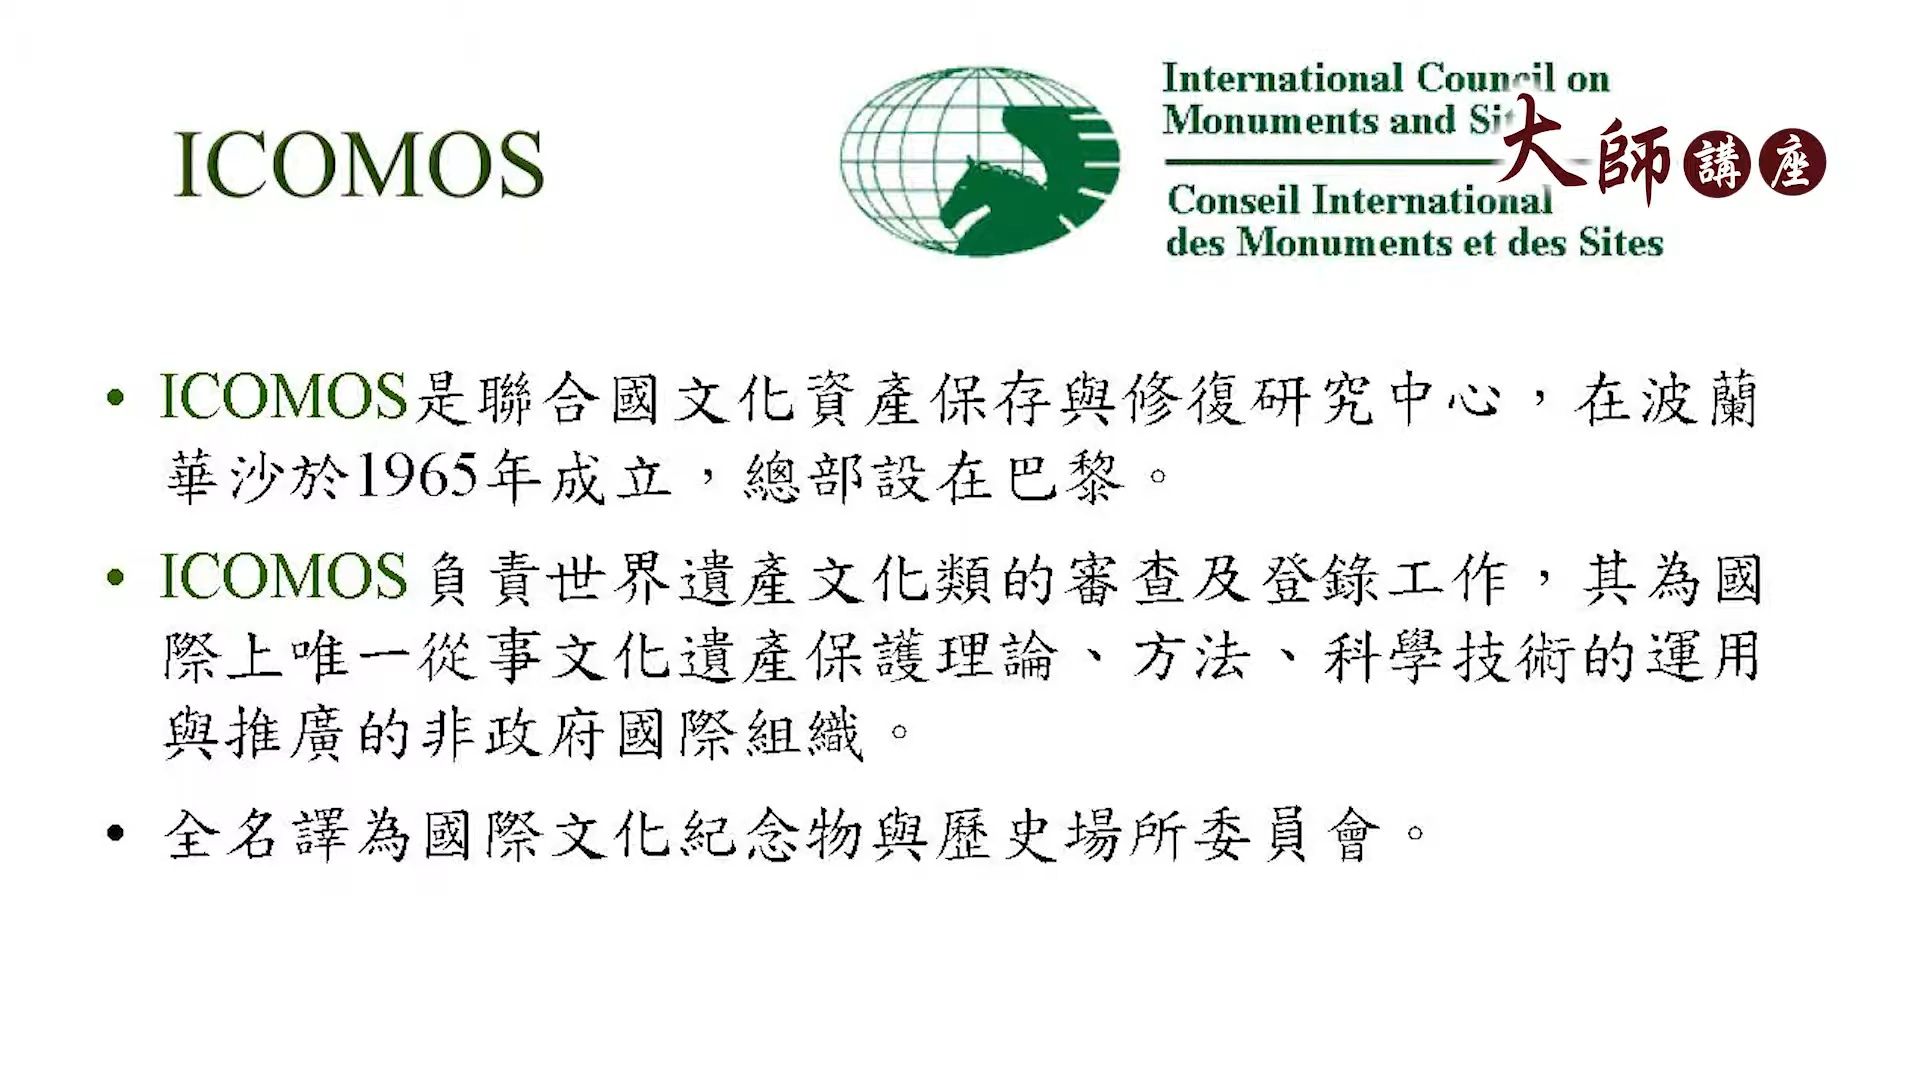 ICOMOS
International Council on
Monuments and Sit
Conseil International
des Monuments et des Sites
大師講座
• ICOMOS是聯合國文化資產保存與修復研究中心，在波蘭
華沙於1965年成立，總部設在巴黎。
• ICOMOS 負責世界遺產文化類的審查及登錄工作，其為國
際上唯一從事文化遺產保護理論、方法、科學技術的運用
與推廣的非政府國際組織。
• 全名譯為國際文化紀念物與歷史場所委員會。